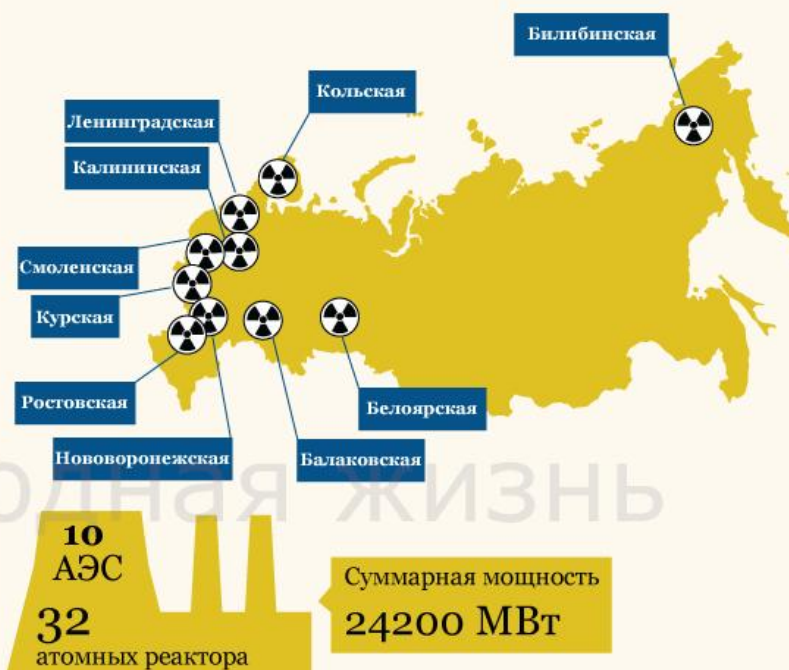 Билибинская
Кольская
Ленинградская
Калининская
Смоленская
Курская
Ростовская
Белоярская
Нововоронежская
Балаковская
жизнь
10
АЭС
32
атомных реактора
Суммарная мощность
24200 МВт